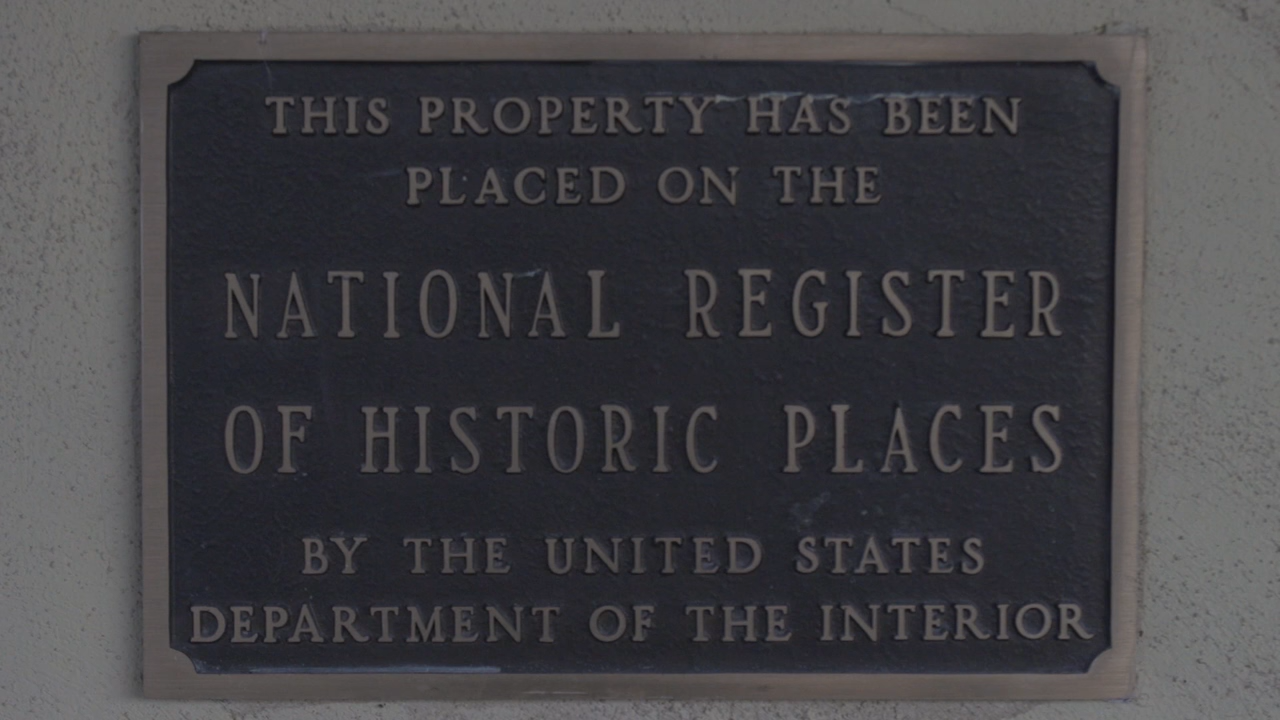 THIS PROPERTY HAS BEEN
PLACED ON THE
NATIONAL REGISTER
OF HISTORIC PLACES
BY THE UNITED STATES
DEPARTMENT OF THE INTERIOR